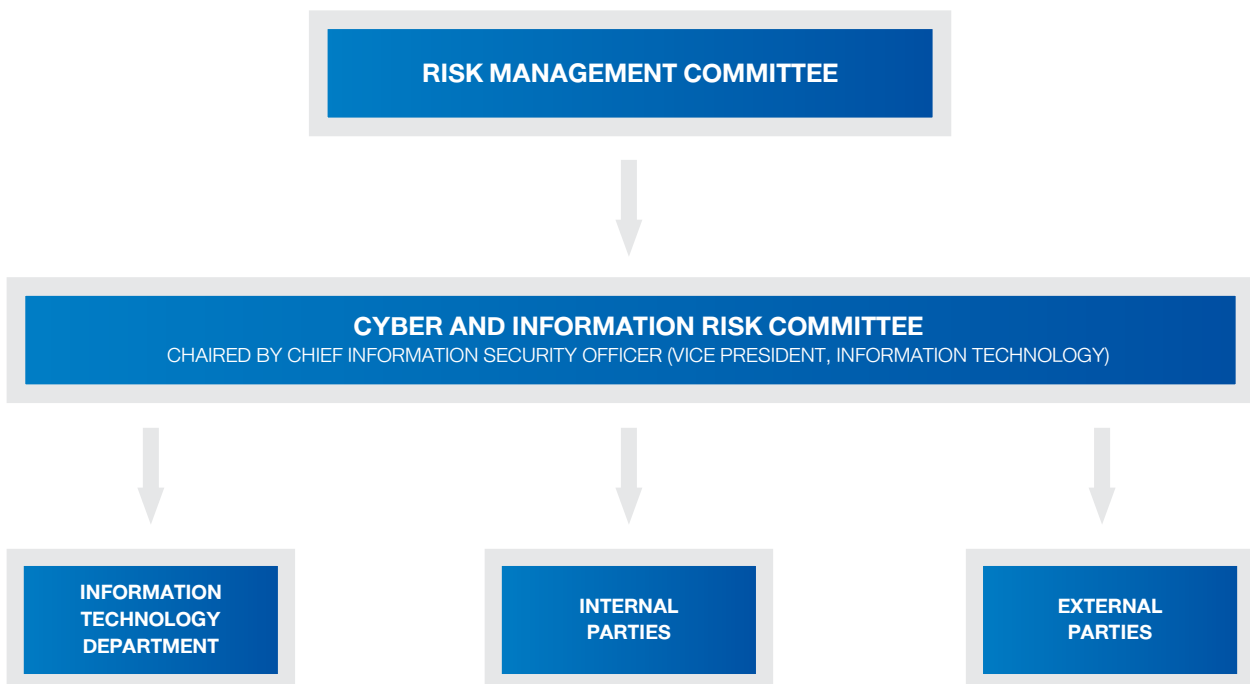 RISK MANAGEMENT COMMITTEE
CYBER AND INFORMATION RISK COMMITTEE
CHAIRED BY CHIEF INFORMATION SECURITY OFFICER (VICE PRESIDENT, INFORMATION TECHNOLOGY)
INFORMATION
TECHNOLOGY
DEPARTMENT
INTERNAL
PARTIES
EXTERNAL
PARTIES